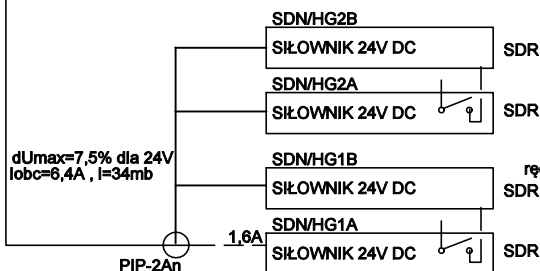 SDN/HG2B
SIŁOWNIK 24V DC SDR
SDN/HG2A
SIŁOWNIK 24V DC SDR
dUmax=7,5% dla 24V
Iobc=6,4A , l=34mb
SDN/HG1B
SIŁOWNIK 24V DC SDR
SDN/HG1A
1,6A
SIŁOWNIK 24V DC SDR
PIP-2An